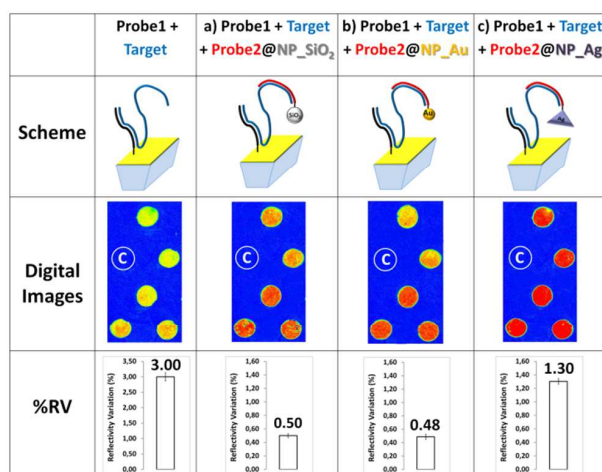 Probe1 +
Target
a) Probe1 + Target
+ Probe2@NP_SiO₂
b) Probe1 + Target
+ Probe2@NP_Au
c) Probe1 + Target
+ Probe2@NP_Ag
Scheme
SiO₂
Au
Ag
Digital
Images
C
C
C
C
%RV
Reflectivity Variation (%)
3,50
3,00
2,50
2,00
1,50
1,00
0,50
0,00
3.00
Reflectivity Variation (%)
1,60
1,40
1,20
1,00
0,80
0,60
0,40
0,20
0,00
0.50
Reflectivity Variation (%)
1,60
1,40
1,20
1,00
0,80
0,60
0,40
0,20
0,00
0.48
Reflectivity Variation (%)
1,60
1,40
1,20
1,00
0,80
0,60
0,40
0,20
0,00
1.30